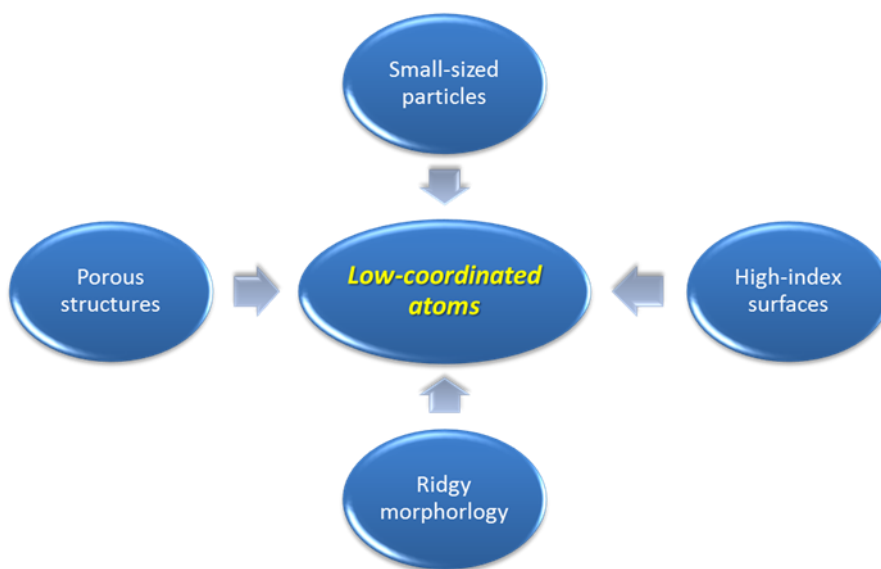 Small-sized
particles
Porous
structures
Low-coordinated
atoms
High-index
surfaces
Ridgy
morphorlogy